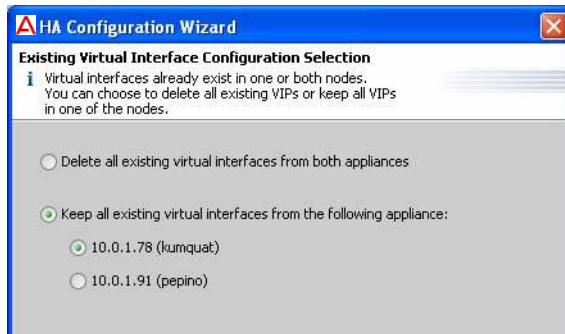 HA Configuration Wizard
Existing Virtual Interface Configuration Selection
Virtual interfaces already exist in one or both nodes.
You can choose to delete all existing VIPs or keep all VIPs
in one of the nodes.
Delete all existing virtual interfaces from both appliances
Keep all existing virtual interfaces from the following appliance:
10.0.1.78 (kumquat)
10.0.1.91 (pepino)